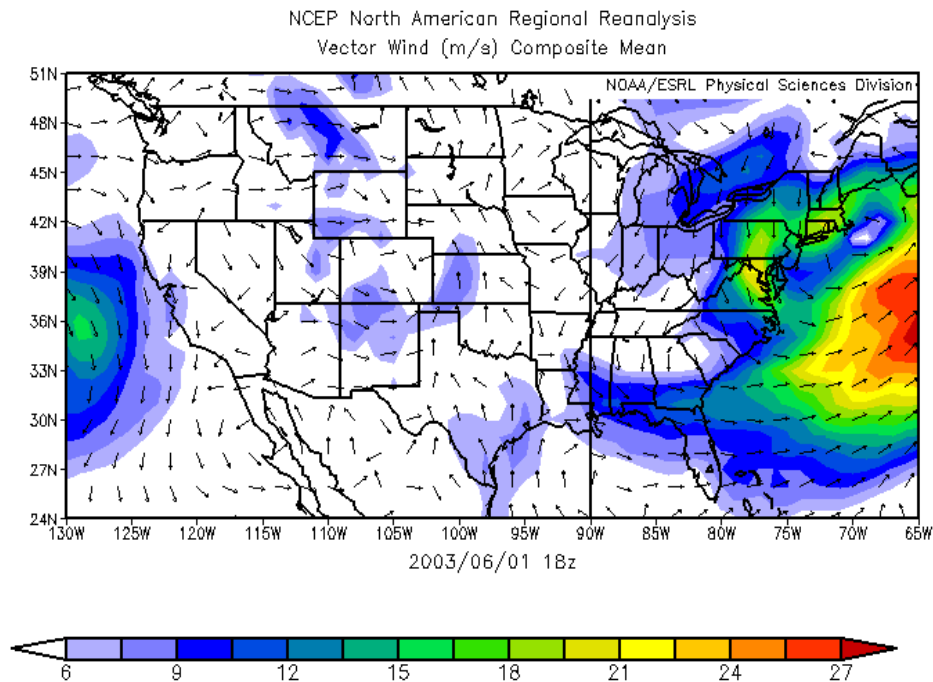 NCEP North American Regional Reanalysis
Vector Wind (m/s) Composite Mean
NOAA/ESRL Physical Sciences Division
51N
48N
45N
42N
39N
36N
33N
30N
27N
24N
130W 125W 120W 115W 110W 105W 100W 95W 90W 85W 80W 75W 70W 65W
2003/06/01 18z
6 9 12 15 18 21 24 27